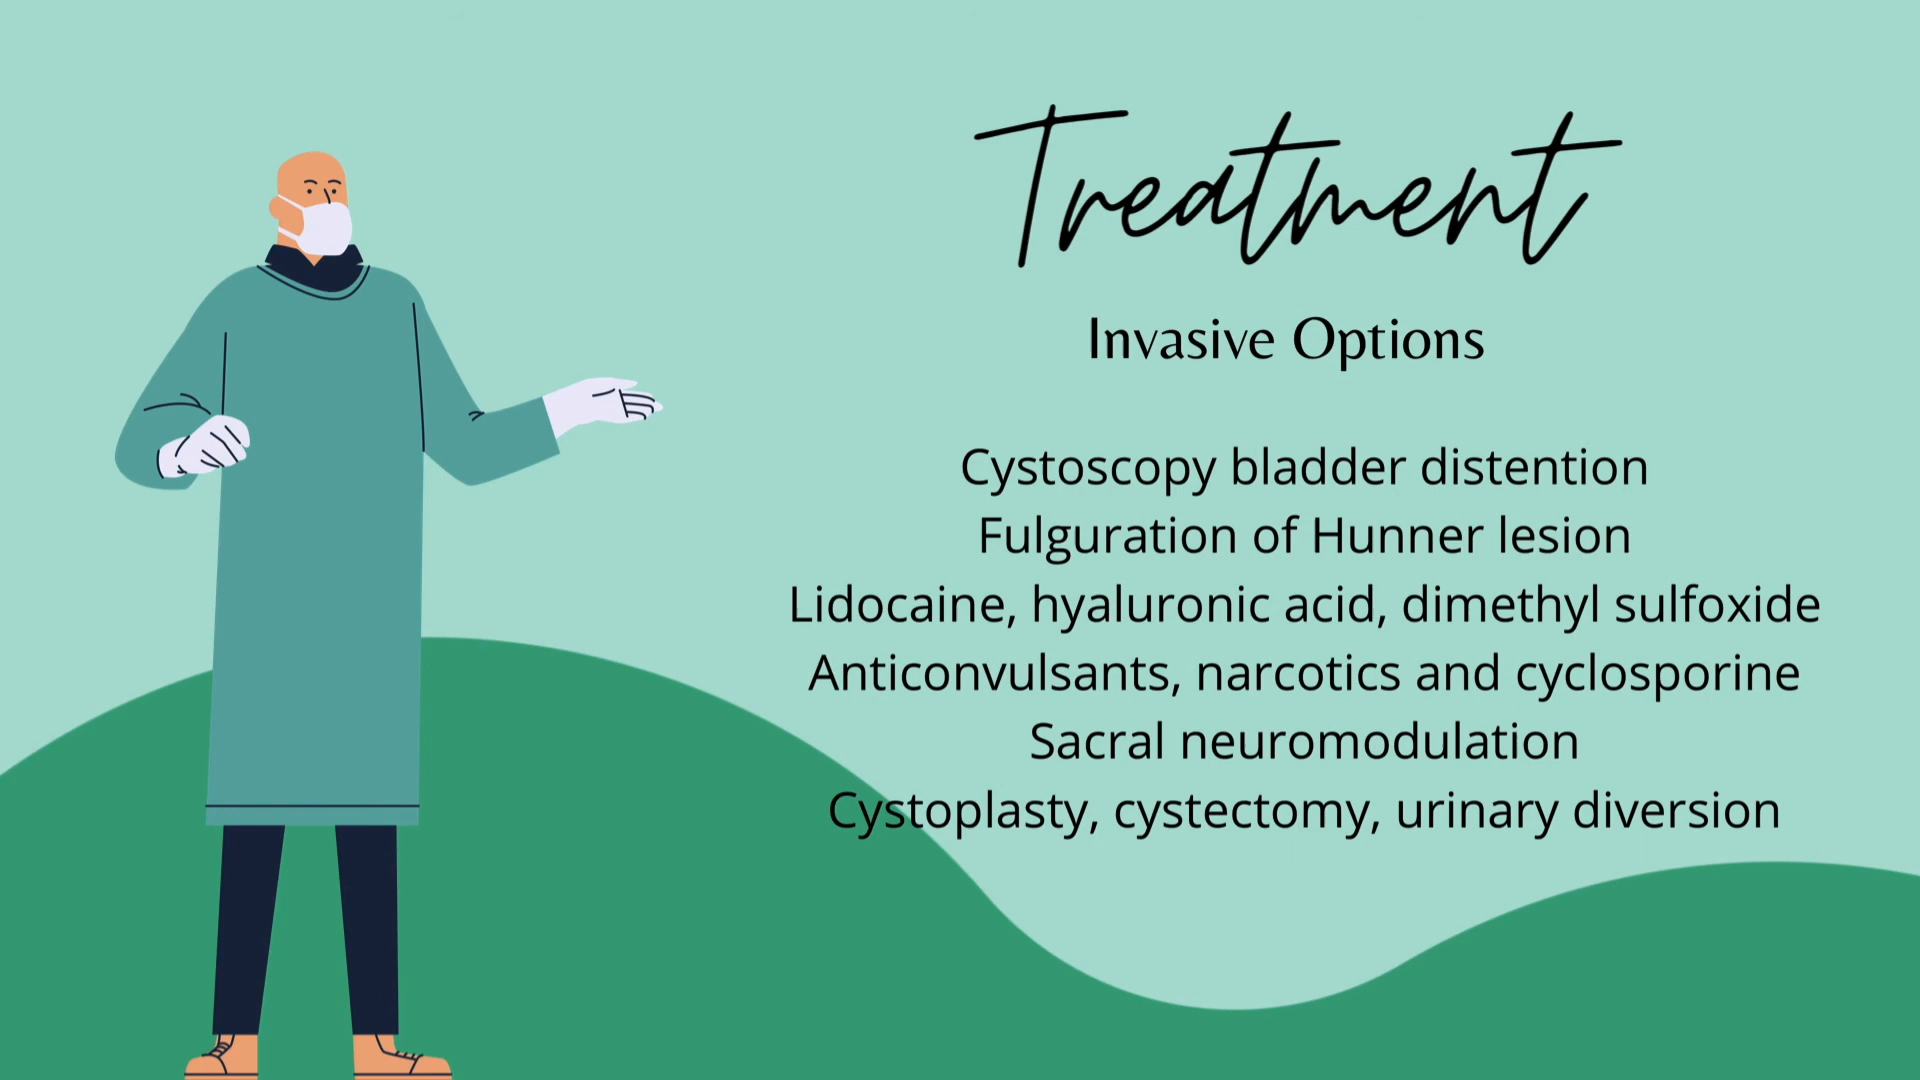 Treatment
Invasive Options
Cystoscopy bladder distention
Fulguration of Hunner lesion
Lidocaine, hyaluronic acid, dimethyl sulfoxide
Anticonvulsants, narcotics and cyclosporine
Sacral neuromodulation
Cystoplasty, cystectomy, urinary diversion